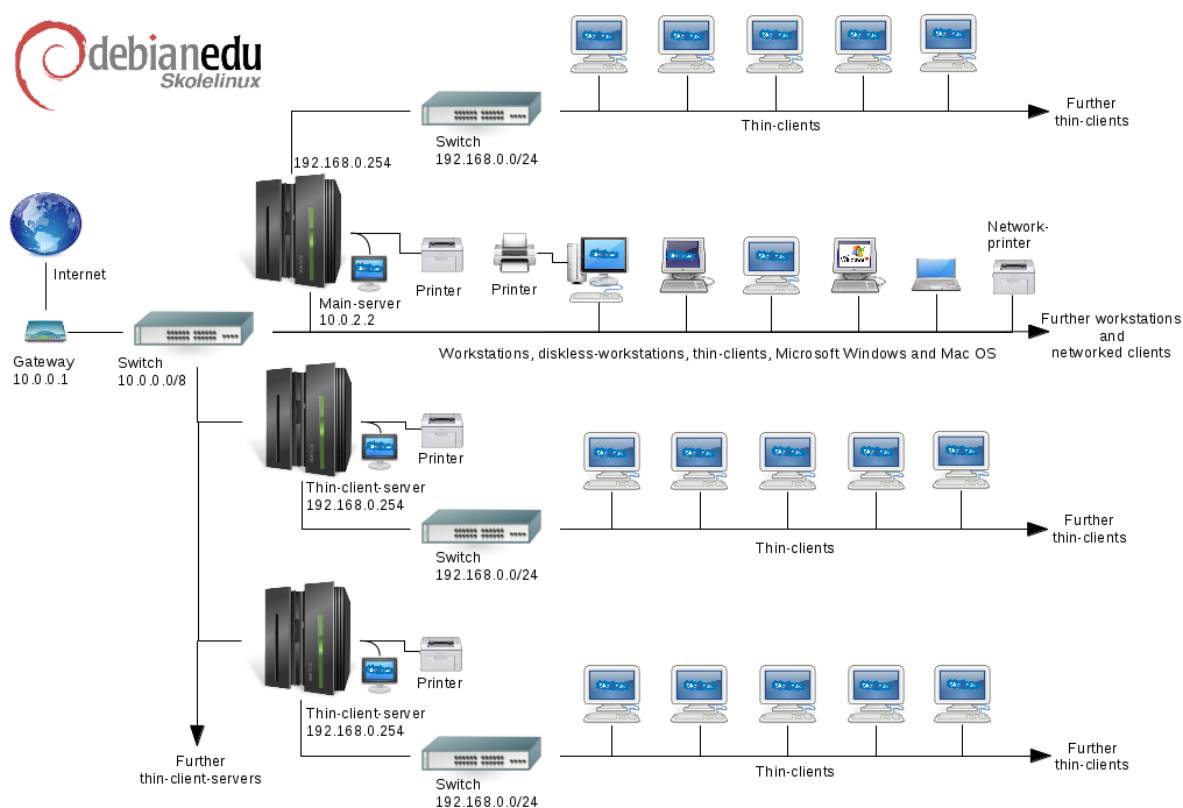 debianedu
Skolelinux
Further
thin-clients
Thin-clients
Switch
192.168.0.0/24
192.168.0.254
Network-
printer
Internet
Printer
Printer
Main-server
10.0.2.2
Further workstations
and
networked clients
Gateway
10.0.0.1
Switch
10.0.0.0/8
Workstations, diskless-workstations, thin-clients, Microsoft Windows and Mac OS
Printer
Thin-client-server
192.168.0.254
Further
thin-clients
Thin-clients
Switch
192.168.0.0/24
Printer
Thin-client-server
192.168.0.254
Further
thin-clients
Thin-clients
Further
thin-client-servers
Switch
192.168.0.0/24